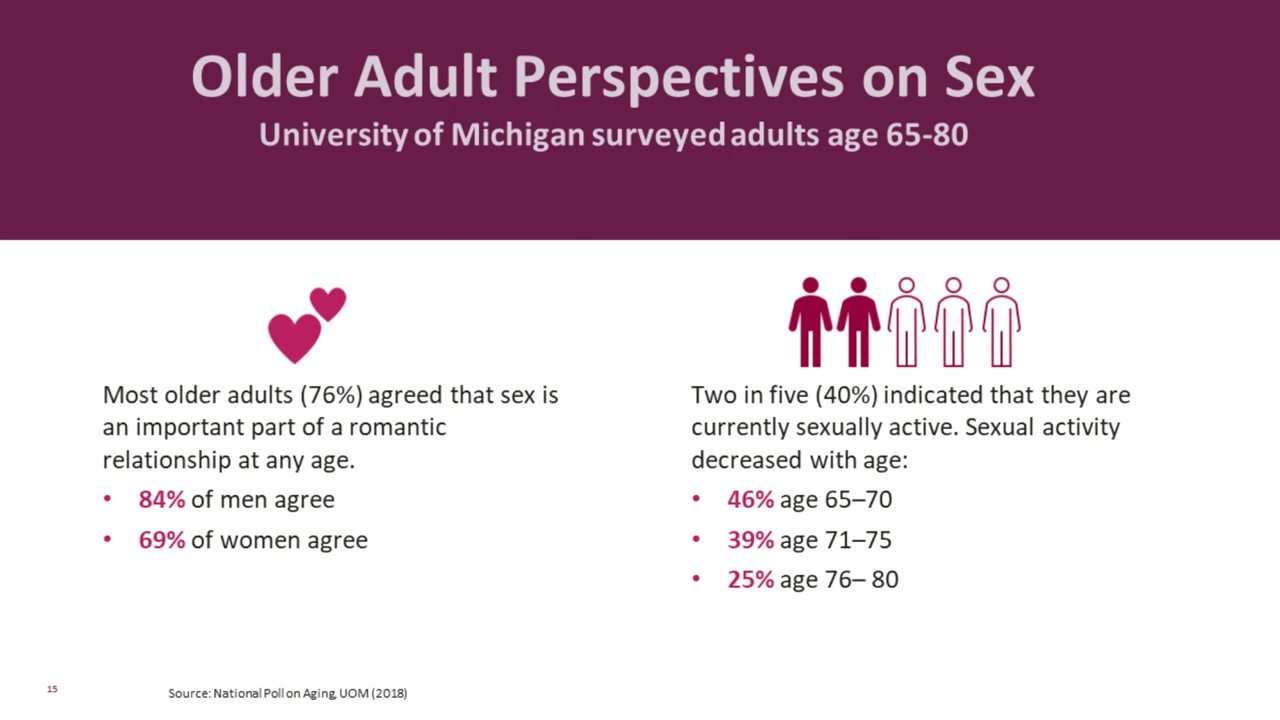 Older Adult Perspectives on Sex
University of Michigan surveyed adults age 65-80
Most older adults (76%) agreed that sex is
an important part of a romantic
relationship at any age.
• 84% of men agree
• 69% of women agree
Two in five (40%) indicated that they are
currently sexually active. Sexual activity
decreased with age:
• 46% age 65–70
• 39% age 71–75
• 25% age 76– 80
15
Source: National Poll on Aging, UOM (2018)